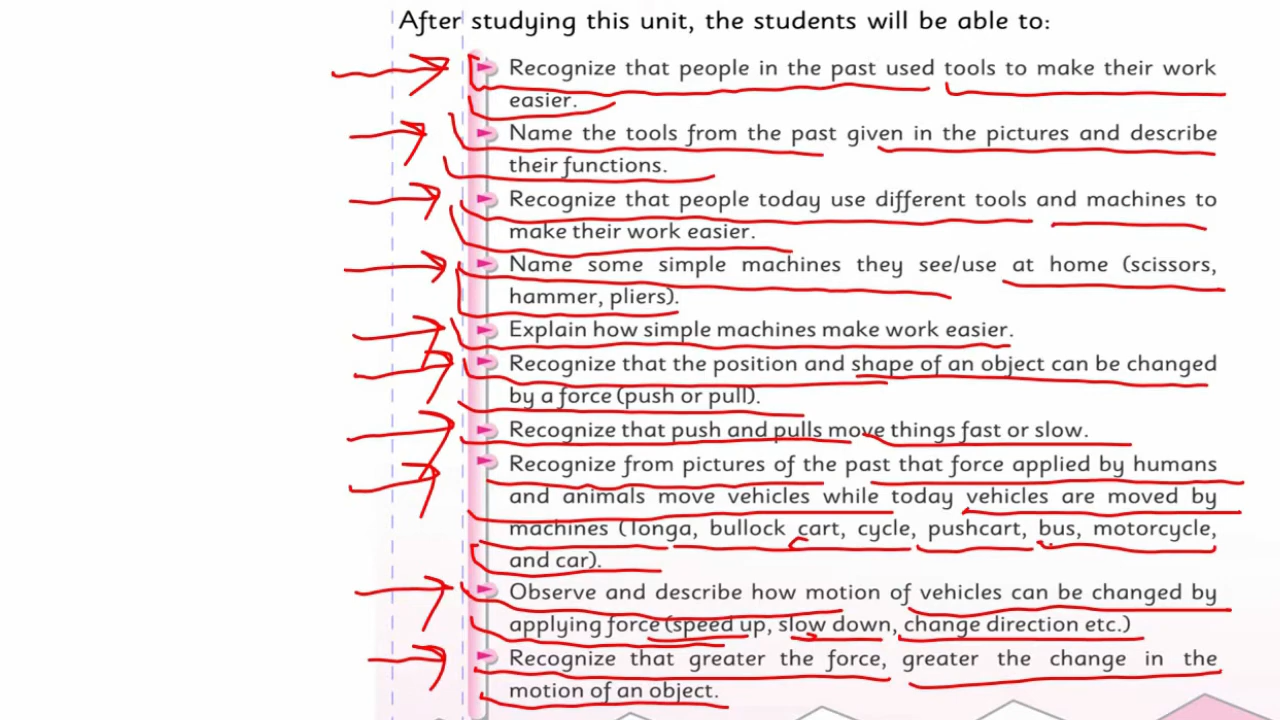 After studying this unit, the students will be able to:
Recognize that people in the past used tools to make their work
easier.
Name the tools from the past given in the pictures and describe
their functions.
Recognize that people today use different tools and machines to
make their work easier.
Name some simple machines they see/use at home (scissors,
hammer, pliers).
Explain how simple machines make work easier.
Recognize that the position and shape of an object can be changed
by a force (push or pull).
Recognize that push and pulls move things fast or slow.
Recognize from pictures of the past that force applied by humans
and animals move vehicles while today vehicles are moved by
machines (Tonga, bullock cart, cycle, pushcart, bus, motorcycle,
and car).
Observe and describe how motion of vehicles can be changed by
applying force (speed up, slow down, change direction etc.)
Recognize that greater the force, greater the change in the
motion of an object.